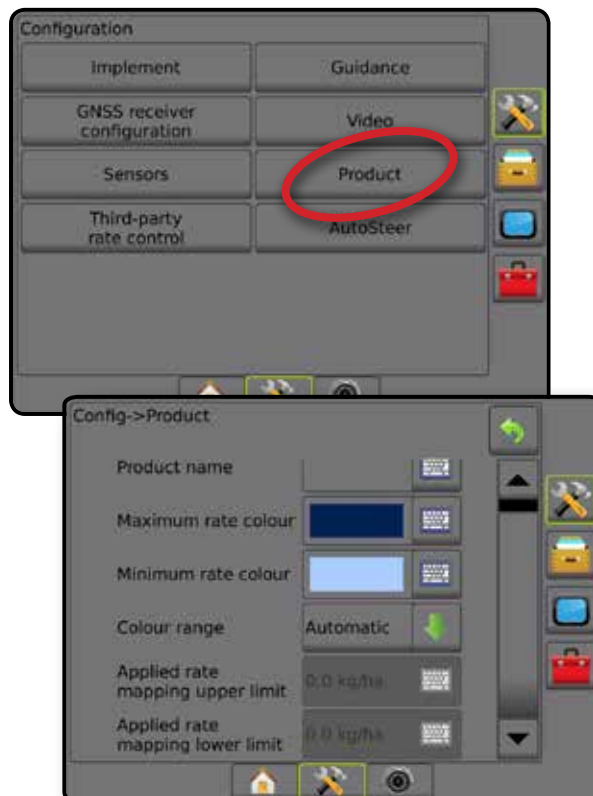 Configuration
Implement
Guidance
GNSS receiver
configuration
Video
Sensors
Product
Third-party
rate control
AutoSteer
Config->Product
Product name
Maximum rate colour
Minimum rate colour
Colour range
Automatic
Applied rate
mapping upper limit
0.0 kg/ha
Applied rate
mapping lower limit
0.0 kg/ha